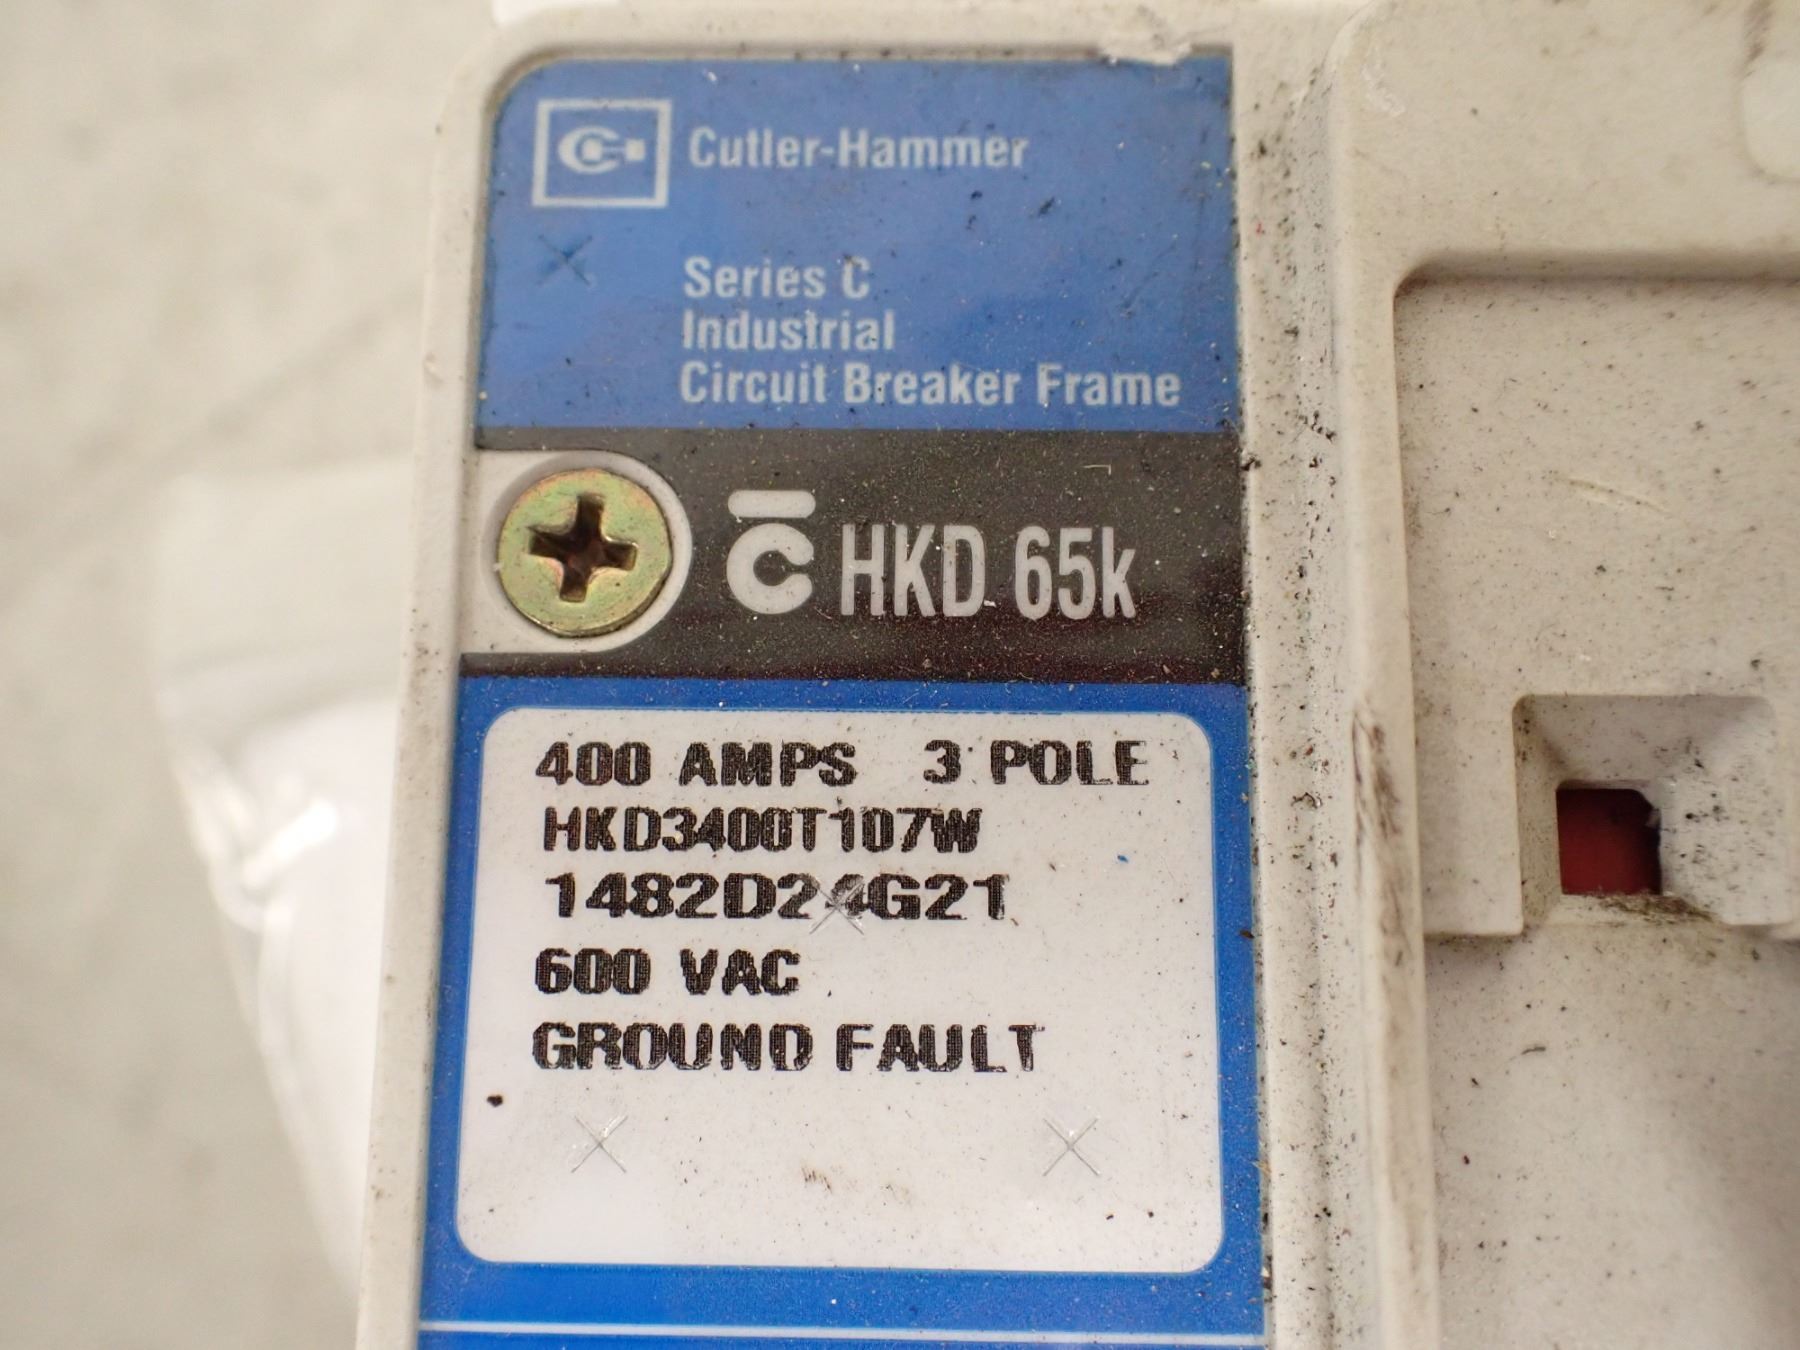 Cutler-Hammer
Series C
Industrial
Circuit Breaker Frame
HKD 65k
400 AMPS 3 POLE
HKD3400T107W
1482D24G21
600 VAC
GROUND FAULT